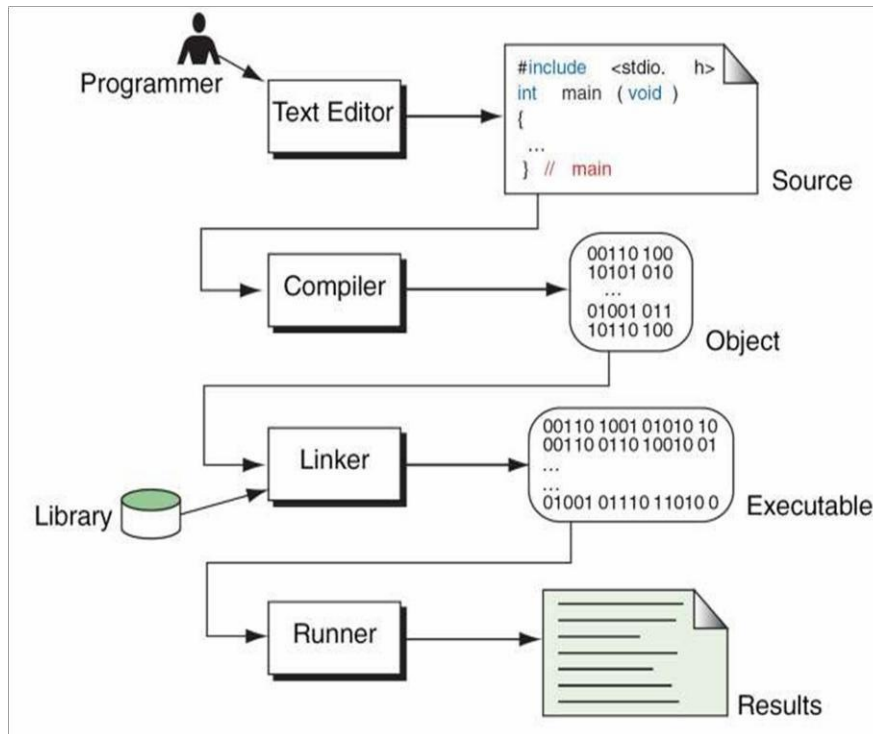 Programmer
Text Editor
#include <stdio. h>
int main ( void )
{
...
} // main
Source
Compiler
00110 100
10101 010
...
01001 011
10110 100
Object
Linker
Library
00110 1001 01010 10
00110 0110 10010 01
...
...
01001 01110 11010 0
Executable
Runner
Results